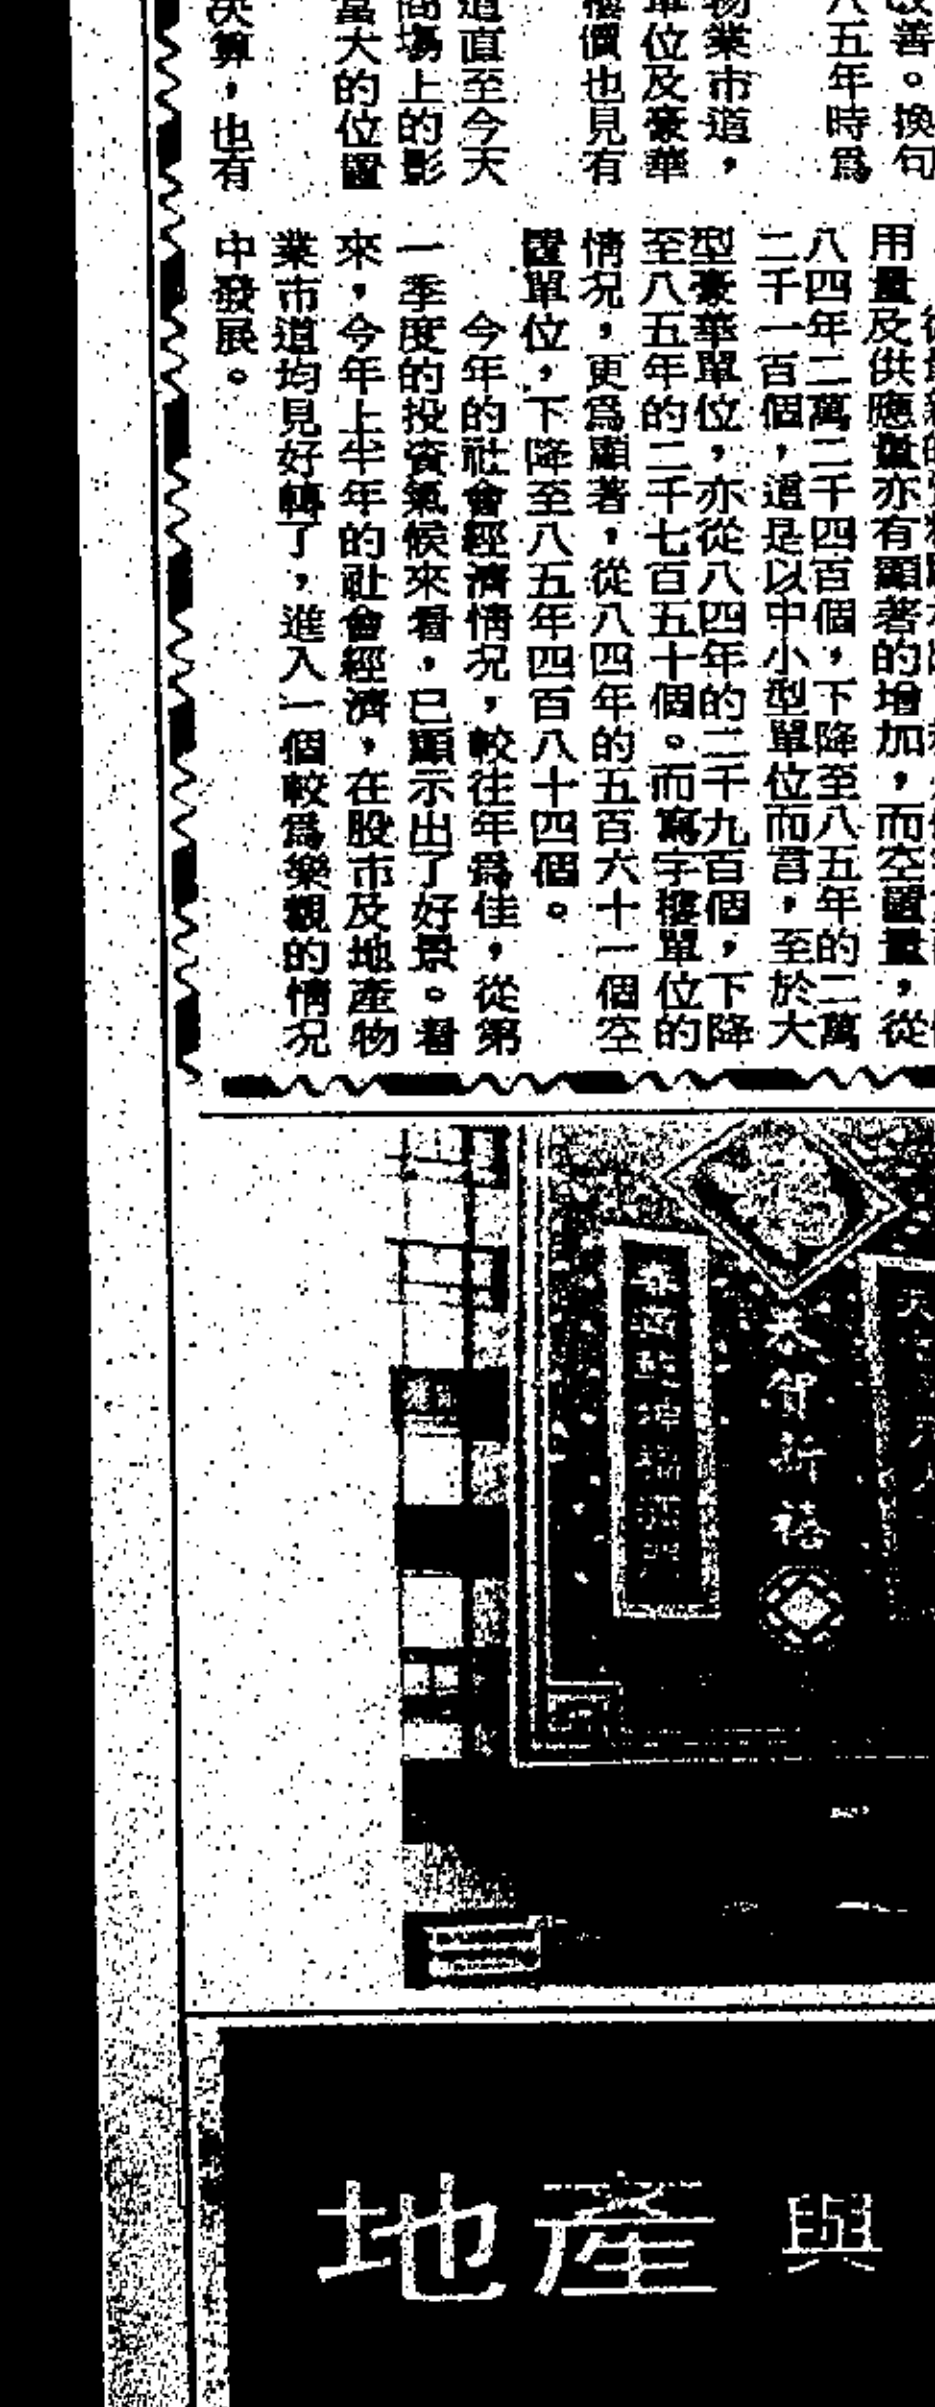 改善。換句
八五年時爲
物業市道，
單位及豪華
樓價也見有
道直至今天
商場上的影
當大的位置
決算，也有
用量及供應量亦有顯著的增加，而空置量，從
八四年二萬二千四百個，下降至八五年的二萬
二千一百個，這是以中小型單位而言，至於大
型豪華單位，亦從八四年的二千九百個，下降
至八五年的二千七百五十個。而寫字樓單位的
情況，更爲顯著，從八四年的五百六十一個空
置單位，下降至八五年四百八十四個。
今年的社會經濟情況，較往年爲佳，從第
一季度的投資氣候來看，已顯示出了好景。看
來，今年上半年的社會經濟，在股市及地產物
業市道均見好轉了，進入一個較爲樂觀的情況
中發展。
恭賀新禧
地產與